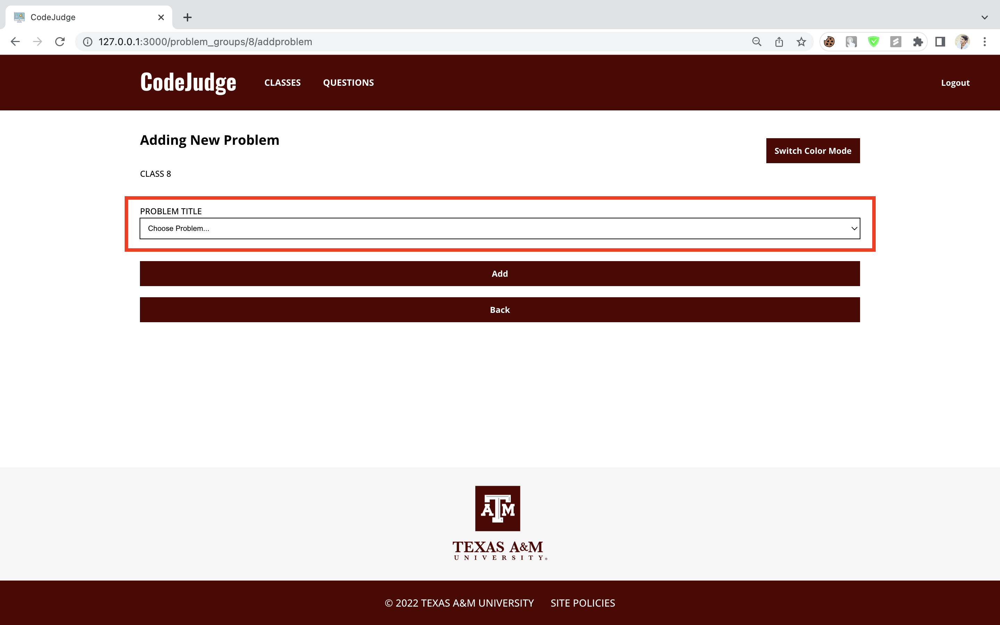 CodeJudge
127.0.0.1:3000/problem_groups/8/addproblem
CodeJudge CLASSES QUESTIONS Logout
Adding New Problem
Switch Color Mode
CLASS 8
PROBLEM TITLE
Choose Problem...
Add
Back
ATM
TEXAS A&M
UNIVERSITY®
© 2022 TEXAS A&M UNIVERSITY SITE POLICIES